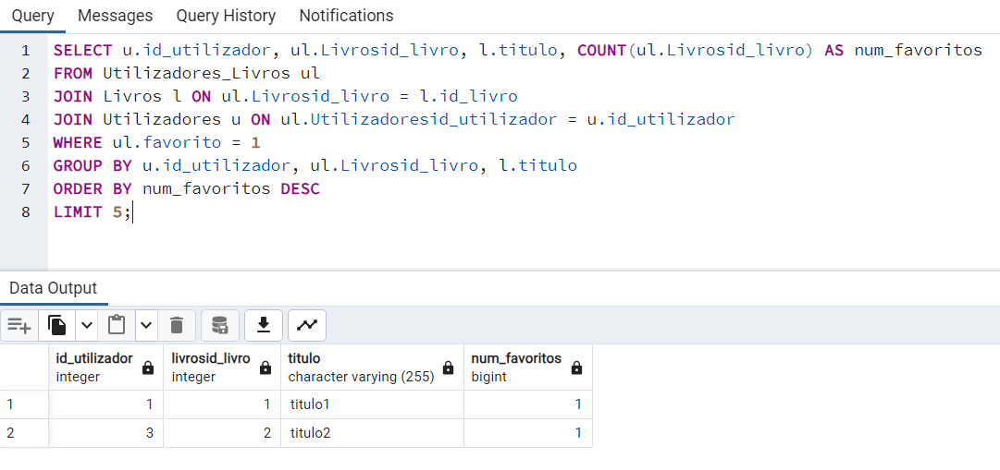 Query Messages Query History Notifications
1 SELECT u.id_utilizador, ul.Livrosid_livro, l.titulo, COUNT(ul.Livrosid_livro) AS num_favoritos
2 FROM Utilizadores_Livros ul
3 JOIN Livros l ON ul.Livrosid_livro = l.id_livro
4 JOIN Utilizadores u ON ul.Utilizadoresid_utilizador = u.id_utilizador
5 WHERE ul.favorito = 1
6 GROUP BY u.id_utilizador, ul.Livrosid_livro, l.titulo
7 ORDER BY num_favoritos DESC
8 LIMIT 5;
Data Output
id_utilizador livrosid_livro titulo num_favoritos
integer integer character varying (255) bigint
1 1 1 titulo1 1
2 3 2 titulo2 1